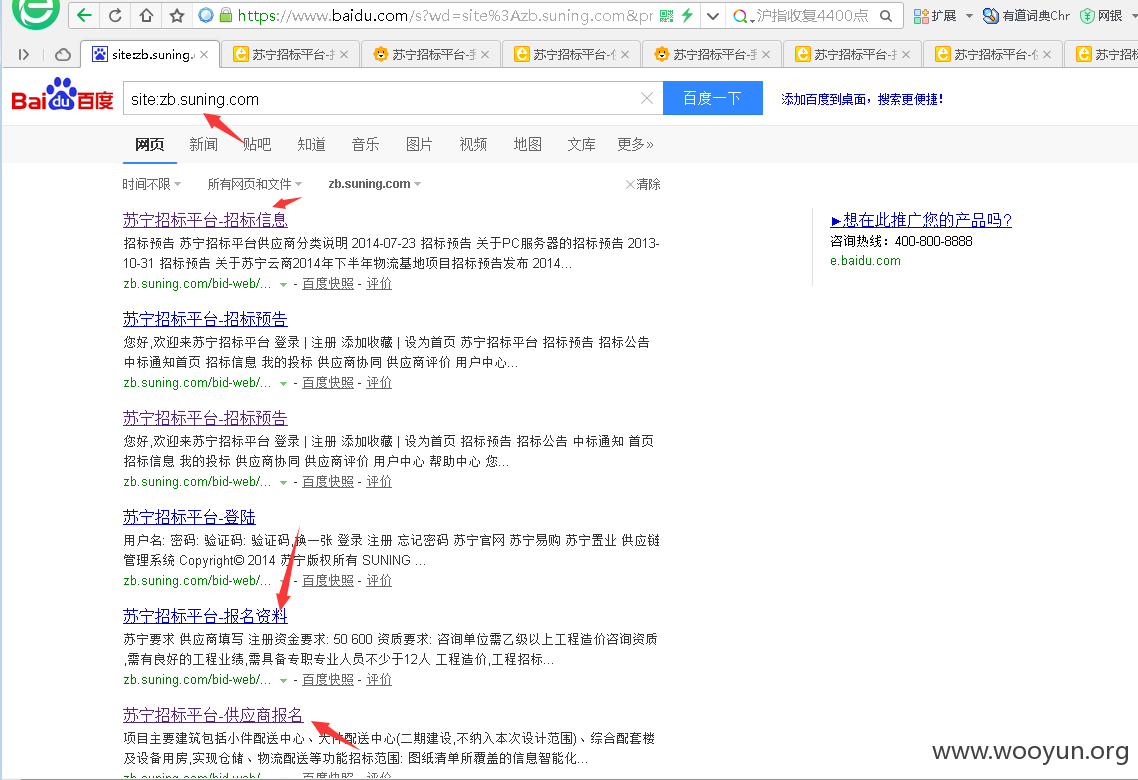 https://www.baidu.com/s?wd=site%3Azb.suning.com&pr
沪指收复4400点
扩展
有道词典Chr
网银
site:zb.suning.
苏宁招标平台-
苏宁招标平台-
苏宁招标平台-
苏宁招标平台-
苏宁招标平台-
苏宁招标平台-
苏宁招
Bai du 百度
site:zb.suning.com
百度一下
添加百度到桌面，搜索更便捷!
网页 新闻 贴吧 知道 音乐 图片 视频 地图 文库 更多»
时间不限 所有网页和文件 zb.suning.com 清除
苏宁招标平台-招标信息
招标预告 苏宁招标平台供应商分类说明 2014-07-23 招标预告 关于PC服务器的招标预告 2013-
10-31 招标预告 关于苏宁云商2014年下半年物流基地项目招标预告发布 2014...
zb.suning.com/bid-web/... - 百度快照 - 评价
▶想在此推广您的产品吗?
咨询热线：400-800-8888
e.baidu.com
苏宁招标平台-招标预告
您好,欢迎来苏宁招标平台 登录 | 注册 添加收藏 | 设为首页 苏宁招标平台 招标预告 招标公告
中标通知首页 招标信息 我的投标 供应商协同 供应商评价 用户中心...
zb.suning.com/bid-web/... - 百度快照 - 评价
苏宁招标平台-招标预告
您好,欢迎来苏宁招标平台 登录 | 注册 添加收藏 | 设为首页 招标预告 招标公告 中标通知 首页
招标信息 我的投标 供应商协同 供应商评价 用户中心 帮助中心 您...
zb.suning.com/bid-web/... - 百度快照 - 评价
苏宁招标平台-登陆
用户名: 密码: 验证码: 验证码,换一张 登录 注册 忘记密码 苏宁官网 苏宁易购 苏宁置业 供应链
管理系统 Copyright© 2014 苏宁版权所有 SUNING ...
zb.suning.com/bid-web/... - 百度快照 - 评价
苏宁招标平台-报名资料
苏宁要求 供应商填写 注册资金要求: 50 600 资质要求: 咨询单位需乙级以上工程造价咨询资质
,需有良好的工程业绩,需具备专职专业人员不少于12人 工程造价,工程招标...
zb.suning.com/bid-web/... - 百度快照 - 评价
苏宁招标平台-供应商报名
项目主要建筑包括小件配送中心、大件配送中心(二期建设,不纳入本次设计范围)、综合配套楼
及设备用房,实现仓储、物流配送等功能招标范围: 图纸清单所覆盖的信息智能化...
zb.suning.com/bid-web/... - 百度快照 - 评价
www.wooyun.org